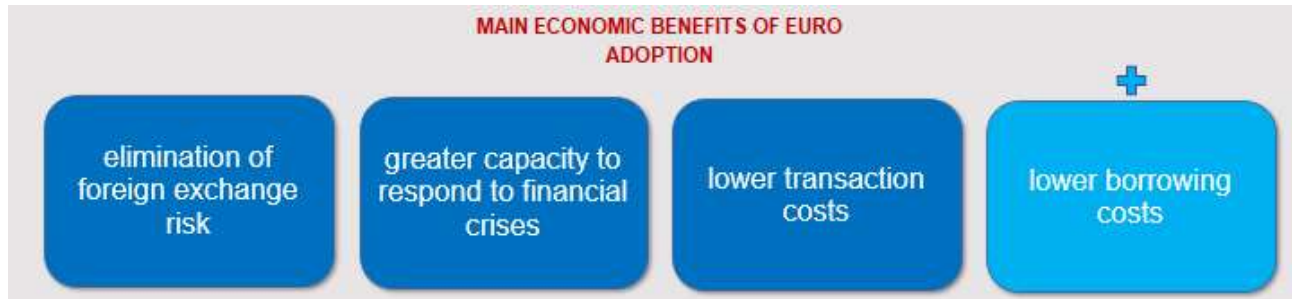 MAIN ECONOMIC BENEFITS OF EURO
ADOPTION
elimination of
foreign exchange
risk
greater capacity to
respond to financial
crises
lower transaction
costs
lower borrowing
costs